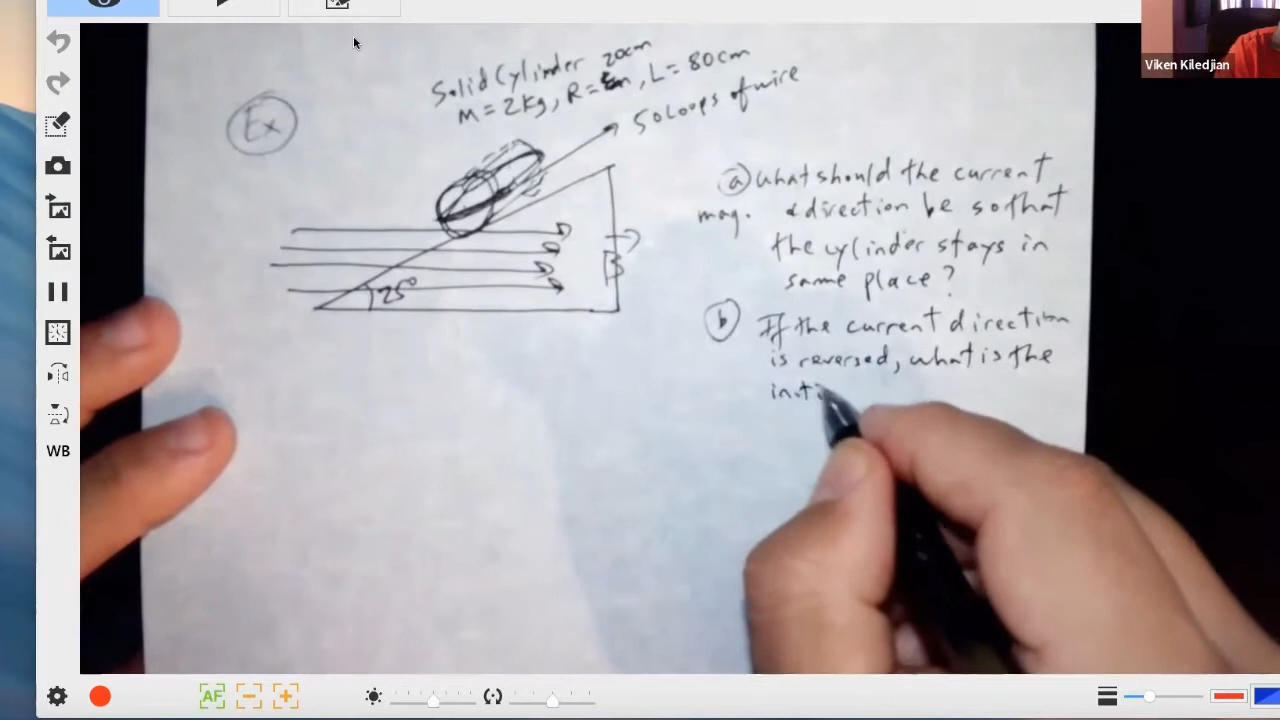 Viken Kiledjian
Ex
Solid Cylinder 20cm
M = 2kg, R = , L = 80cm
50 Loops of wire
25°
B
a What should the current
mag. & direction be so that
the cylinder stays in
same place?
b If the current direction
is reversed, what is the
initi
WB
AF